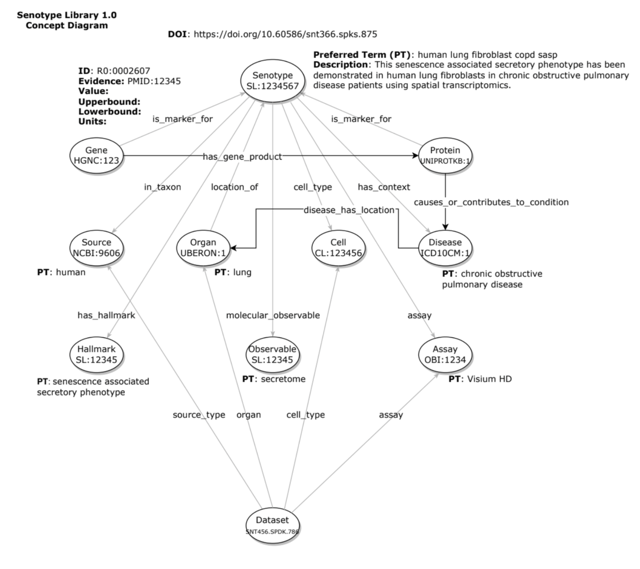 Senotype Library 1.0
Concept Diagram
DOI: https://doi.org/10.60586/snt366.spks.875
Preferred Term (PT): human lung fibroblast copd sasp
Description: This senescence associated secretory phenotype has been
demonstrated in human lung fibroblasts in chronic obstructive pulmonary
disease patients using spatial transcriptomics.
ID: R0:0002607
Evidence: PMID:12345
Value:
Upperbound:
Lowerbound:
Units:
Senotype
SL:1234567
is_marker_for
is_marker_for
Gene
HGNC:123
has_gene_product
Protein
UNIPROTKB:1
in_taxon
location_of
cell_type
has_context
causes_or_contributes_to_condition
disease_has_location
Source
NCBI:9606
PT: human
Organ
UBERON:1
PT: lung
Cell
CL:123456
Disease
ICD10CM:1
PT: chronic obstructive
pulmonary disease
has_hallmark
molecular_observable
assay
Hallmark
SL:12345
PT: senescence associated
secretory phenotype
Observable
SL:12345
PT: secretome
Assay
OBI:1234
PT: Visium HD
source_type
organ
cell_type
assay
Dataset
SNT456.SPDK.786